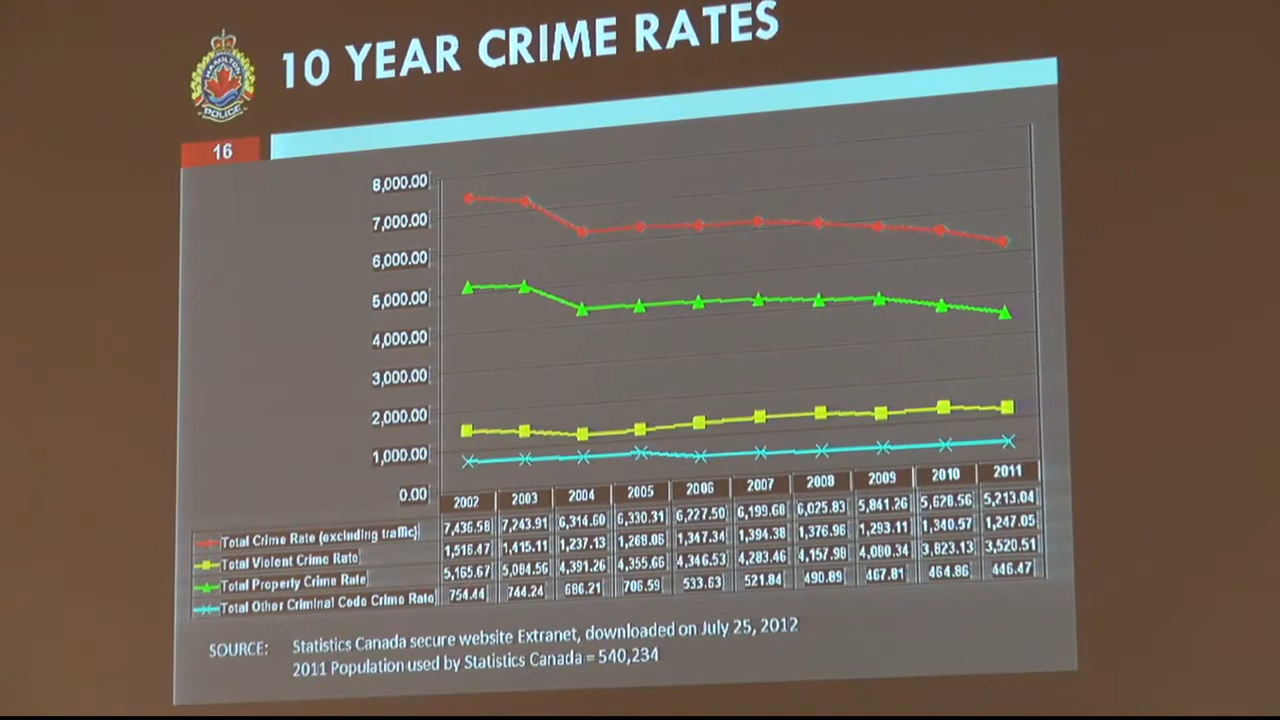 10 YEAR CRIME RATES
HAMILTON
POLICE
16
8,000.00
7,000.00
6,000.00
5,000.00
4,000.00
3,000.00
2,000.00
1,000.00
0.00
2002 2003 2004 2005 2006 2007 2008 2009 2010 2011
Total Crime Rate (excluding traffic) 7,436.58 7,243.91 6,314.60 6,330.31 6,227.50 6,199.68 6,025.83 5,841.26 5,628.56 5,213.04
Total Violent Crime Rate 1,516.47 1,415.11 1,237.13 1,268.06 1,347.34 1,394.38 1,376.96 1,293.11 1,340.57 1,247.05
Total Property Crime Rate 5,165.67 5,084.56 4,391.26 4,355.66 4,346.53 4,283.46 4,157.98 4,080.34 3,823.13 3,520.51
Total Other Criminal Code Crime Rate 754.44 744.24 686.21 706.59 533.63 521.84 490.89 467.81 464.86 446.47
SOURCE: Statistics Canada secure website Extranet, downloaded on July 25, 2012
2011 Population used by Statistics Canada = 540,234